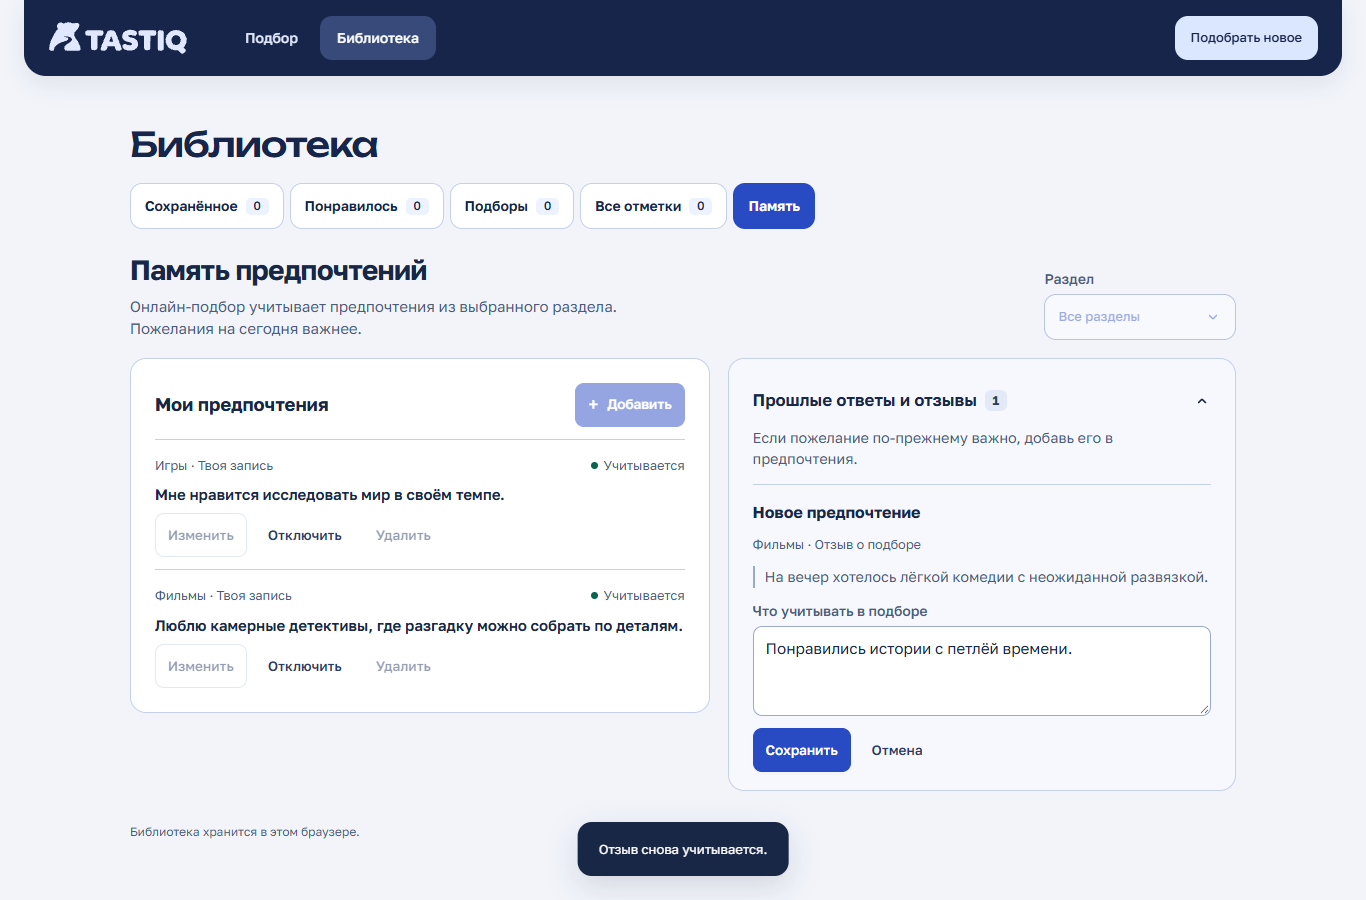 TASTIQ
Подбор
Библиотека
Подобрать новое
Библиотека
Сохранённое 0
Понравилось 0
Подборы 0
Все отметки 0
Память
Память предпочтений
Онлайн-подбор учитывает предпочтения из выбранного раздела.
Пожелания на сегодня важнее.
Раздел
Все разделы
Мои предпочтения
+ Добавить
Игры · Твоя запись
Учитывается
Мне нравится исследовать мир в своём темпе.
Изменить
Отключить
Удалить
Фильмы · Твоя запись
Учитывается
Люблю камерные детективы, где разгадку можно собрать по деталям.
Изменить
Отключить
Удалить
Прошлые ответы и отзывы 1
Если пожелание по-прежнему важно, добавь его в
предпочтения.
Новое предпочтение
Фильмы · Отзыв о подборе
На вечер хотелось лёгкой комедии с неожиданной развязкой.
Что учитывать в подборе
Понравились истории с петлёй времени.
Сохранить
Отмена
Библиотека хранится в этом браузере.
Отзыв снова учитывается.